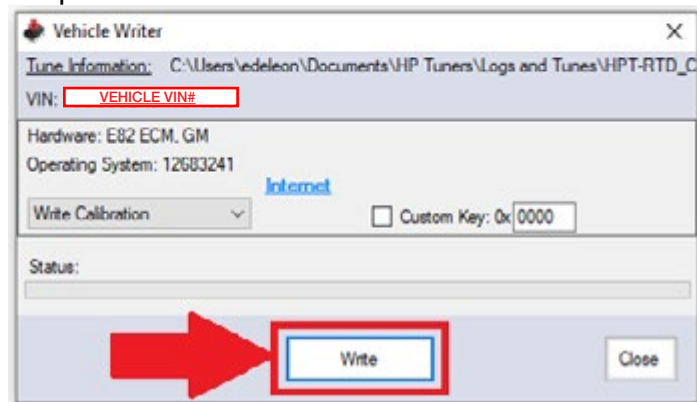 Vehicle Writer
Tune Information: C:\Users\edeleon\Documents\HP Tuners\Logs and Tunes\HPT-RTD_C
VIN: VEHICLE VIN#
Hardware: E82 ECM, GM
Operating System: 12683241
Internet
Write Calibration Custom Key: 0x 0000
Status:
Write Close